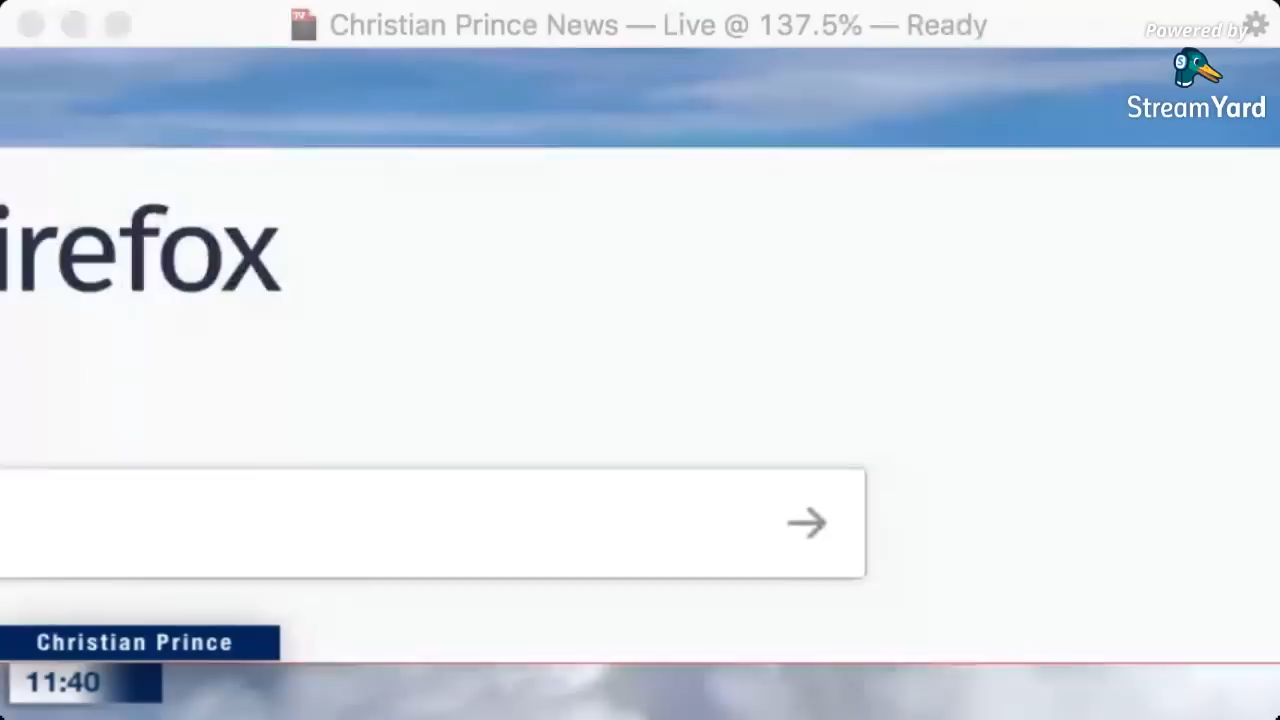 Christian Prince News — Live @ 137.5% — Ready
Powered by
StreamYard
irefox
Christian Prince
11:40